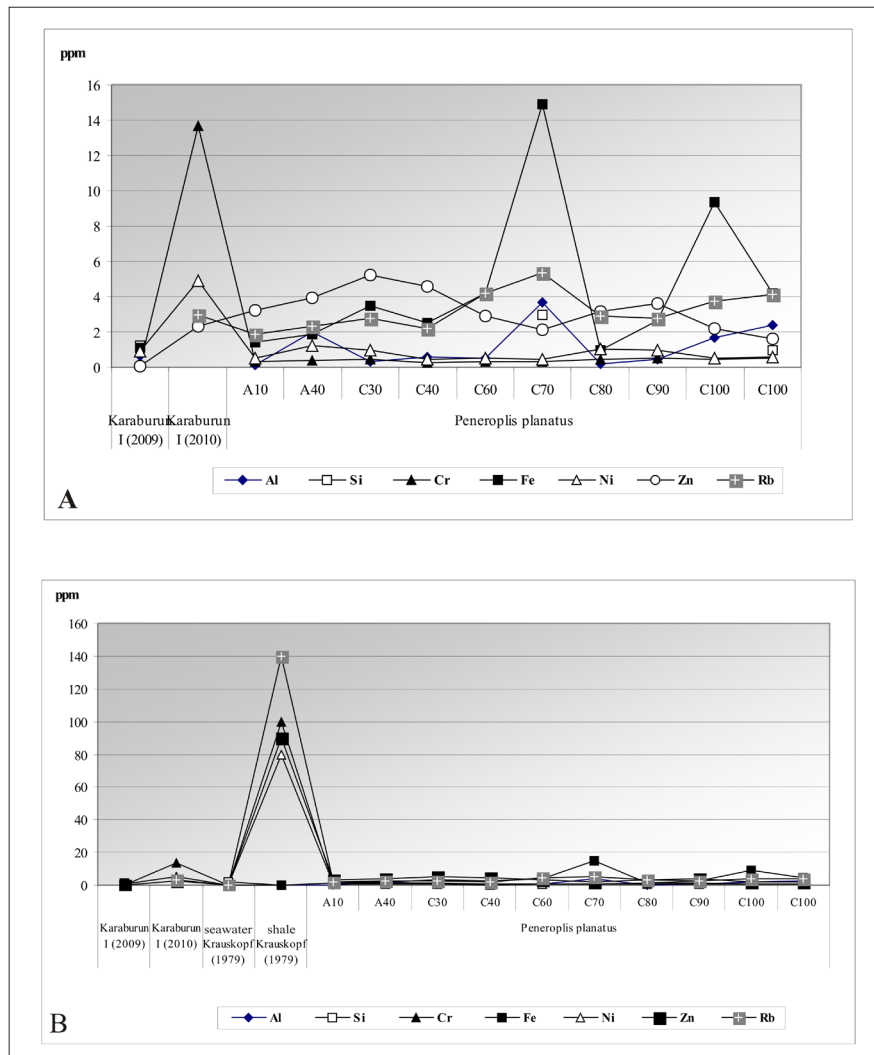 ppm
16
14
12
10
8
6
4
2
0
A10 A40 C30 C40 C60 C70 C80 C90 C100 C100
Karaburun Karaburun Peneroplis planatus
I (2009) I (2010)
Al Si Cr Fe Ni Zn Rb
A
ppm
160
140
120
100
80
60
40
20
0
A10 A40 C30 C40 C60 C70 C80 C90 C100 C100
Karaburun Karaburun seawater shale Peneroplis planatus
I (2009) I (2010) Krauskopf Krauskopf
(1979) (1979)
Al Si Cr Fe Ni Zn Rb
B